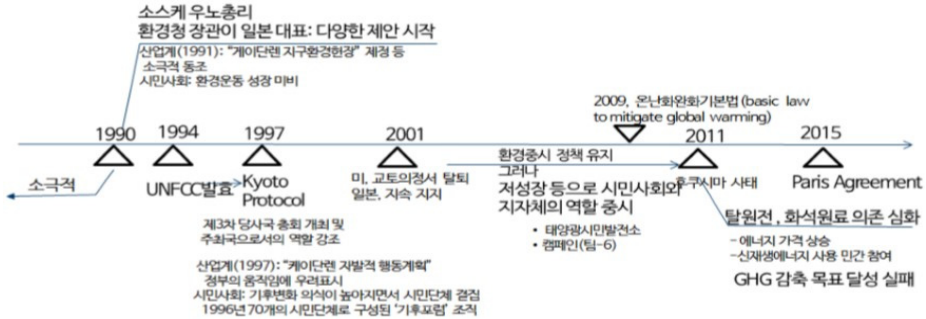 소스케 우노총리
환경청 장관이 일본 대표: 다양한 제안 시작
산업계(1991): "케이단렌 지구환경헌장" 제정 등
소극적 동조
시민사회: 환경운동 성장 미비
2009, 온난화완화기본법(basic law
to mitigate global warming)
1990 1994 1997 2001 2011 2015
소극적
UNFCC발효
Kyoto
Protocol
미, 교토의정서 탈퇴
일본, 지속 지지
환경중시 정책 유지
그러나
저성장 등으로 시민사회와
지자체의 역할 중시
• 태양광시민발전소
• 캠페인(팀-6)
후쿠시마 사태
Paris Agreement
제3차 당사국 총회 개최 및
주최국으로서의 역할 강조
탈원전, 화석원료 의존 심화
- 에너지 가격 상승
-신재생에너지 사용 민간 참여
GHG 감축 목표 달성 실패
산업계(1997): "케이단렌 자발적 행동계획"
정부의 움직임에 우려표시
시민사회: 기후변화 의식이 높아지면서 시민단체 결집
1996년 70개의 시민단체로 구성된 '기후포럼' 조직